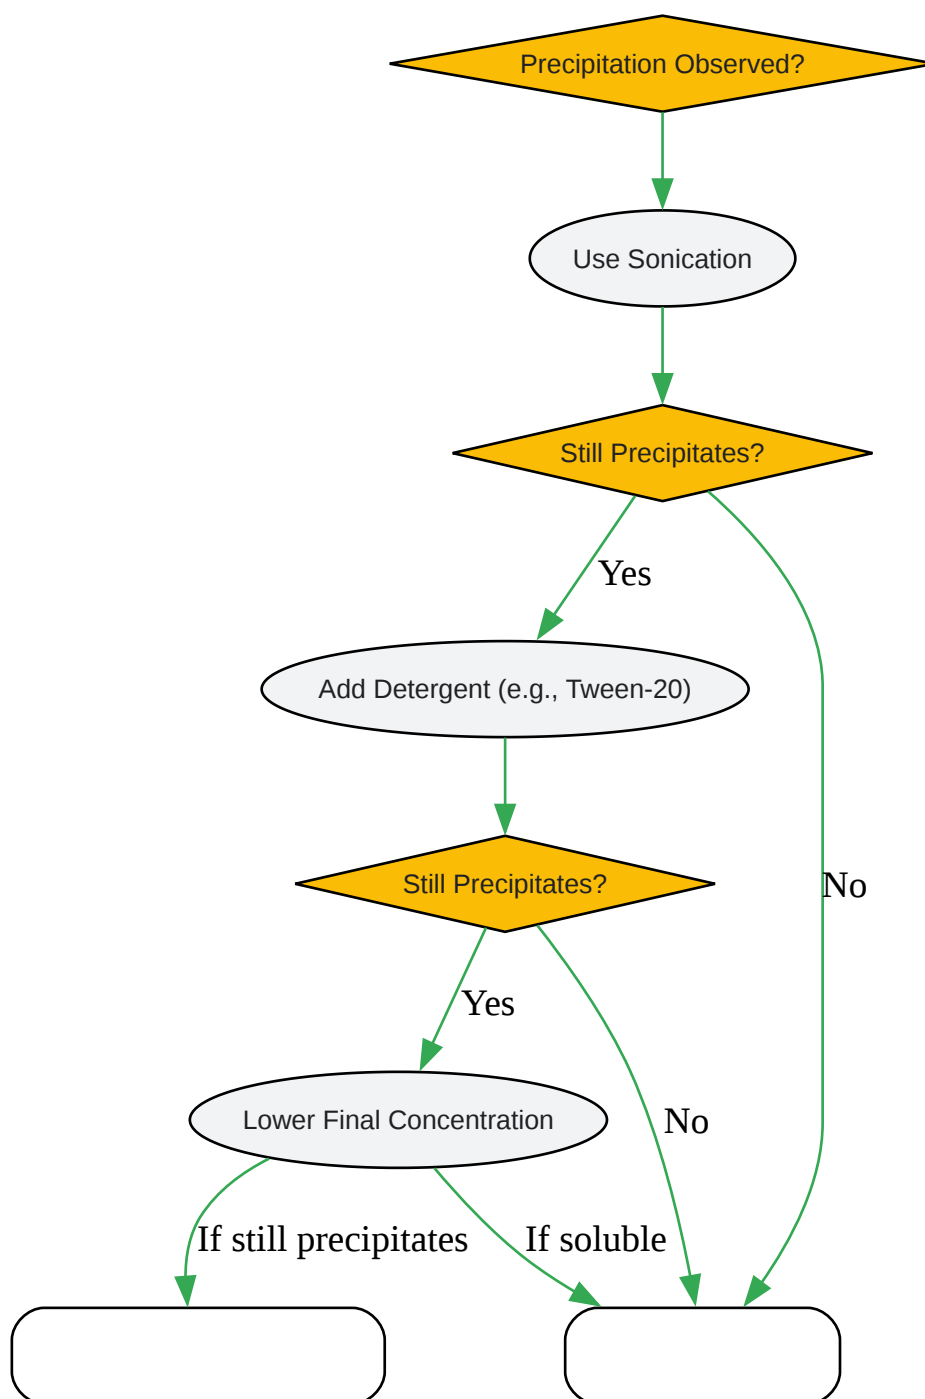 Precipitation Observed?
Use Sonication
Still Precipitates?
Yes
Add Detergent (e.g., Tween-20)
Still Precipitates?
No
Yes
Lower Final Concentration
No
If still precipitates
If soluble